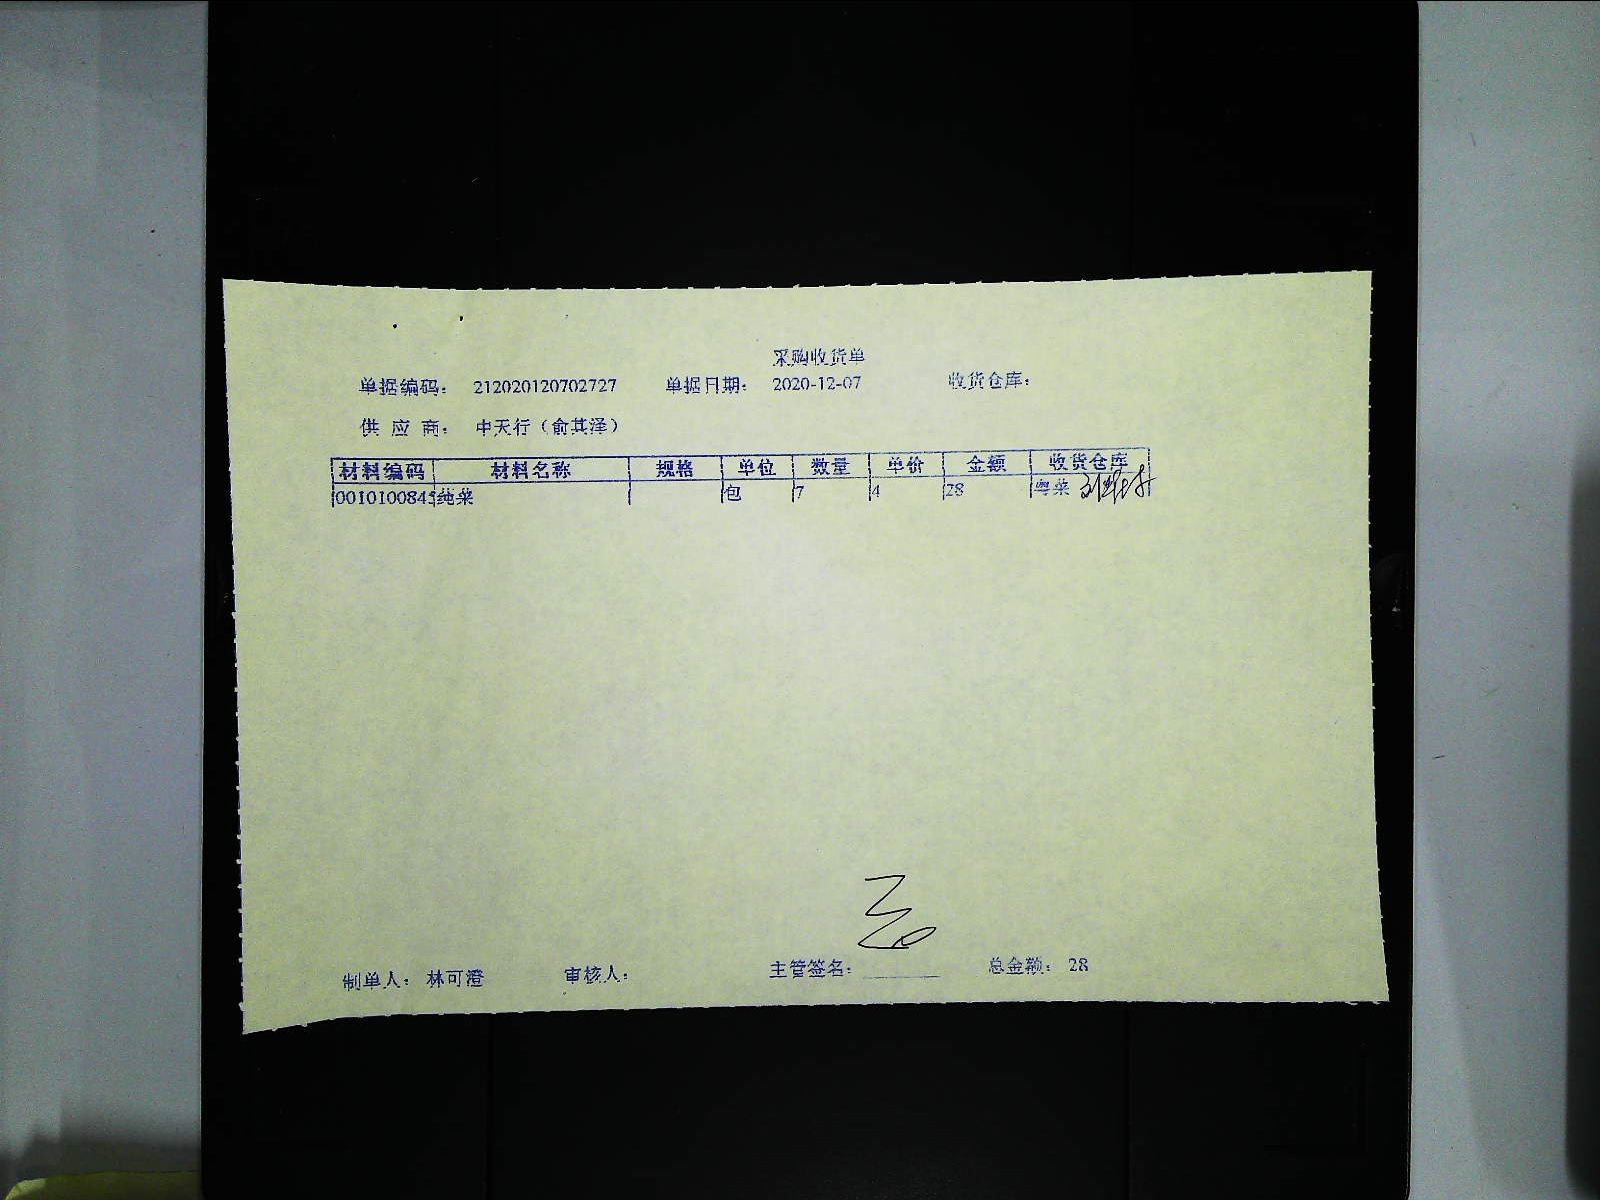 采购收货单
单据编码： 212020120702727 单据日期： 2020-12-07 收货仓库：
供 应 商： 中天行（俞其泽）
材料编码 材料名称 规格 单位 数量 单价 金额 收货仓库
0010100845 纯菜 包 7 4 28 粤菜
制单人： 林可澄 审核人： 主管签名： 总金额： 28